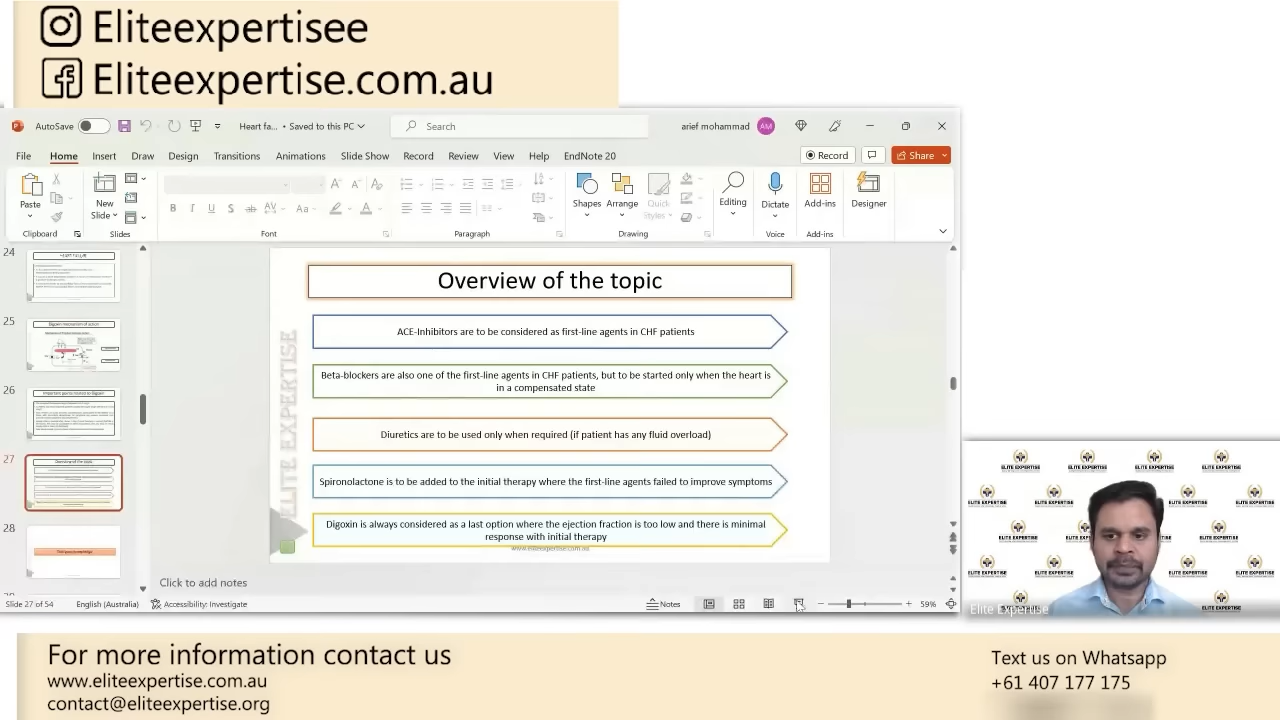 Eliteexpertisee
Eliteexpertise.com.au
AutoSave
Heart fa... • Saved to this PC
Search
arief mohammad
AM
File
Home
Insert
Draw
Design
Transitions
Animations
Slide Show
Record
Review
View
Help
EndNote 20
Record
Share
Paste
New
Slide
Shapes
Arrange
Quick
Styles
Editing
Dictate
Add-ins
Designer
Clipboard
Slides
Font
Paragraph
Drawing
Voice
Add-ins
24
25
26
27
28
Overview of the topic
ACE-Inhibitors are to be considered as first-line agents in CHF patients
Beta-blockers are also one of the first-line agents in CHF patients, but to be started only when the heart is
in a compensated state
Diuretics are to be used only when required (if patient has any fluid overload)
Spironolactone is to be added to the initial therapy where the first-line agents failed to improve symptoms
Digoxin is always considered as a last option where the ejection fraction is too low and there is minimal
response with initial therapy
www.eliteexpertise.com.au
LITE EXPERTISE
Click to add notes
Slide 27 of 54
English (Australia)
Accessibility: Investigate
Notes
59%
ELITE EXPERTISE
Elite Expertise
For more information contact us
www.eliteexpertise.com.au
contact@eliteexpertise.org
Text us on Whatsapp
+61 407 177 175